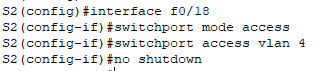 S2(config)#interface f0/18
S2(config-if)#switchport mode access
S2(config-if)#switchport access vlan 4
S2(config-if)#no shutdown